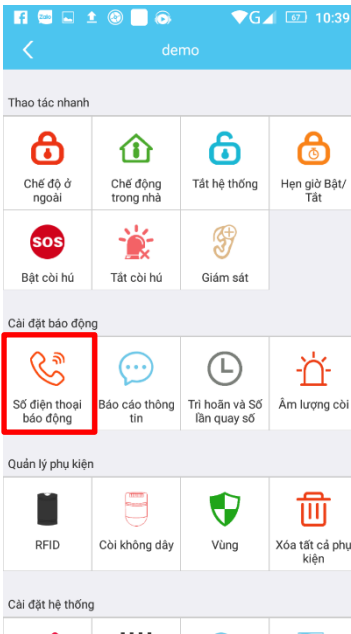 Zalo G 67 10:39
demo
Thao tác nhanh
Chế độ ở
ngoài
Chế động
trong nhà
Tắt hệ thống
Hẹn giờ Bật/
Tắt
SOS
Bật còi hú
Tắt còi hú
Giám sát
Cài đặt báo động
Số điện thoại
báo động
Báo cáo thông
tin
Trì hoãn và Số
lần quay số
Âm lượng còi
Quản lý phụ kiện
RFID
Còi không dây
Vùng
Xóa tất cả phụ
kiện
Cài đặt hệ thống